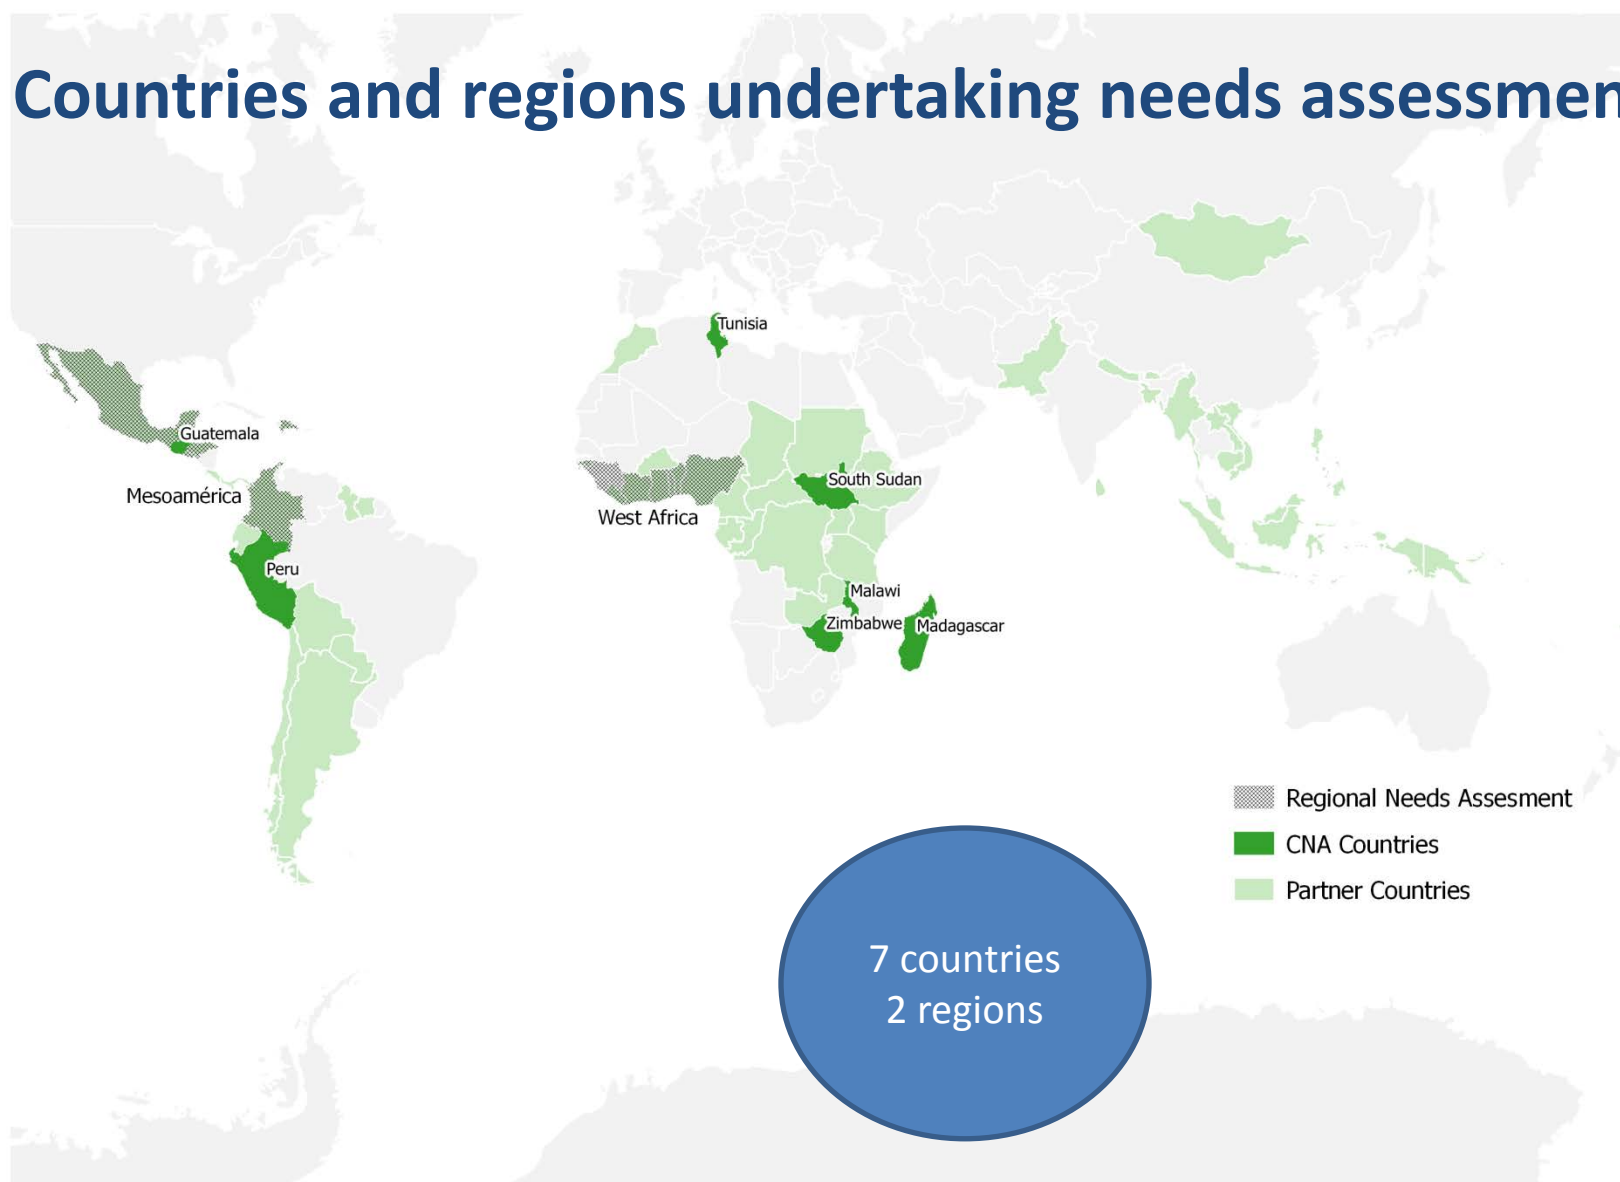 Countries and regions undertaking needs assessmen
Tunisia
Guatemala
Mesoamérica
South Sudan
West Africa
Peru
Malawi
Zimbabwe
Madagascar
Regional Needs Assesment
CNA Countries
Partner Countries
7 countries
2 regions